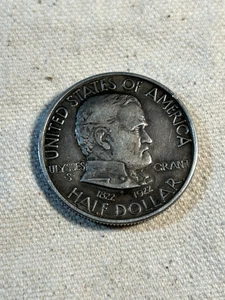 UNITED STATES OF AMERICA
ULYSSES GRANT
S
1822 1922
HALF DOLLAR